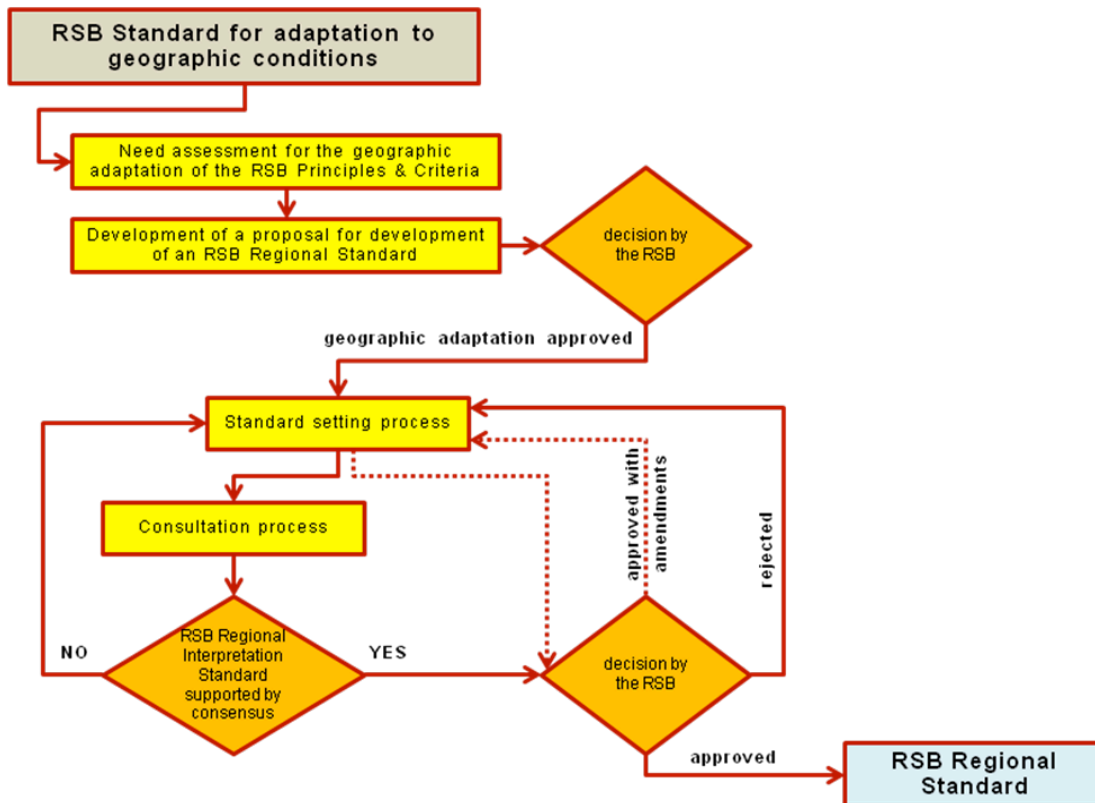 RSB Standard for adaptation to
geographic conditions
Need assessment for the geographic
adaptation of the RSB Principles & Criteria
Development of a proposal for development
of an RSB Regional Standard
decision by
the RSB
geographic adaptation approved
Standard setting process
Consultation process
approved with
amendments
rejected
RSB Regional
Interpretation
Standard
supported by
consensus
NO
YES
decision by
the RSB
approved
RSB Regional
Standard